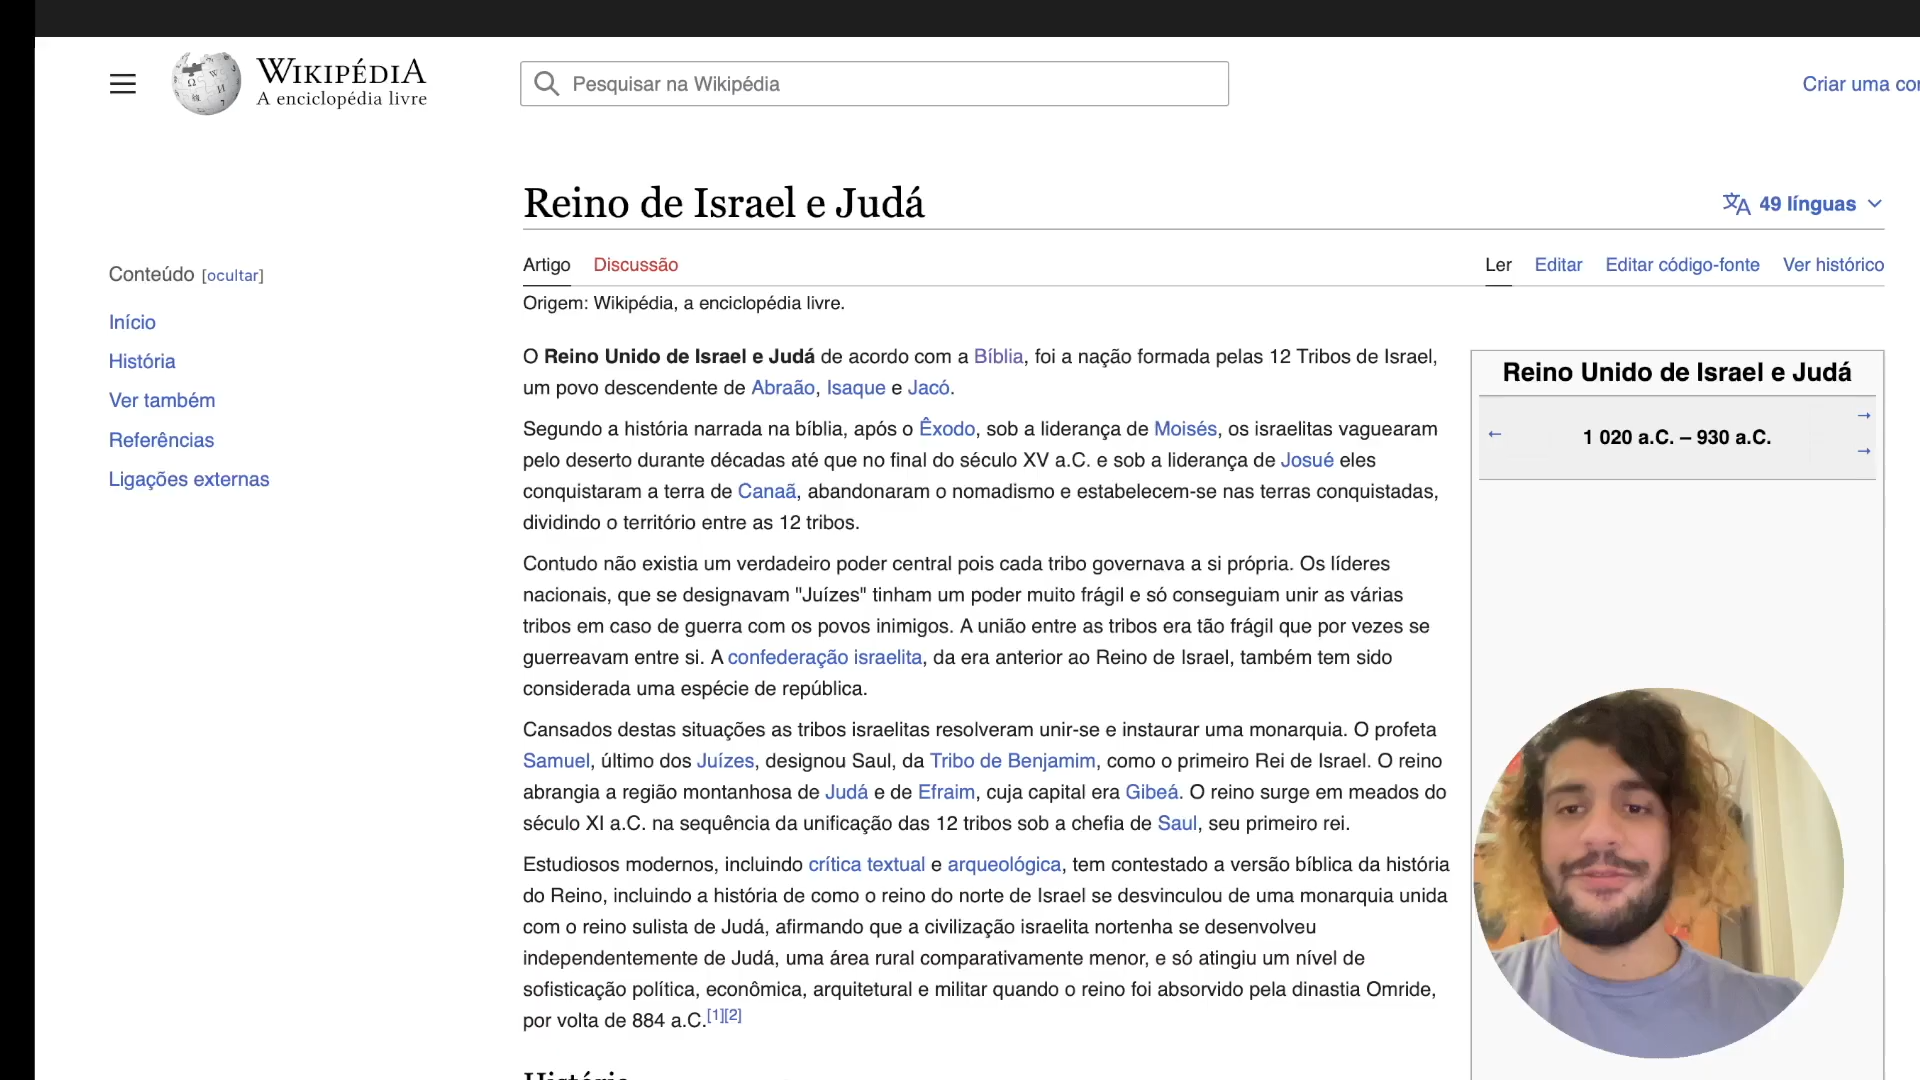 WIKIPÉDIA
A enciclopédia livre
Pesquisar na Wikipédia
Criar uma
Reino de Israel e Judá
49 línguas
Artigo Discussão
Ler Editar Editar código-fonte Ver histórico
Conteúdo [ocultar]
Início
História
Ver também
Referências
Ligações externas
Origem: Wikipédia, a enciclopédia livre.
O Reino Unido de Israel e Judá de acordo com a Bíblia, foi a nação formada pelas 12 Tribos de Israel,
um povo descendente de Abraão, Isaque e Jacó.
Segundo a história narrada na bíblia, após o Êxodo, sob a liderança de Moisés, os israelitas vaguearam
pelo deserto durante décadas até que no final do século XV a.C. e sob a liderança de Josué eles
conquistaram a terra de Canaã, abandonaram o nomadismo e estabelecem-se nas terras conquistadas,
dividindo o território entre as 12 tribos.
Contudo não existia um verdadeiro poder central pois cada tribo governava a si própria. Os líderes
nacionais, que se designavam "Juízes" tinham um poder muito frágil e só conseguiam unir as várias
tribos em caso de guerra com os povos inimigos. A união entre as tribos era tão frágil que por vezes se
guerreavam entre si. A confederação israelita, da era anterior ao Reino de Israel, também tem sido
considerada uma espécie de república.
Cansados destas situações as tribos israelitas resolveram unir-se e instaurar uma monarquia. O profeta
Samuel, último dos Juízes, designou Saul, da Tribo de Benjamim, como o primeiro Rei de Israel. O reino
abrangia a região montanhosa de Judá e de Efraim, cuja capital era Gibeá. O reino surge em meados do
século XI a.C. na sequência da unificação das 12 tribos sob a chefia de Saul, seu primeiro rei.
Estudiosos modernos, incluindo crítica textual e arqueológica, tem contestado a versão bíblica da história
do Reino, incluindo a história de como o reino do norte de Israel se desvinculou de uma monarquia unida
com o reino sulista de Judá, afirmando que a civilização israelita nortenha se desenvolveu
independentemente de Judá, uma área rural comparativamente menor, e só atingiu um nível de
sofisticação política, econômica, arquitetural e militar quando o reino foi absorvido pela dinastia Omride,
por volta de 884 a.C.[1][2]
História
Reino Unido de Israel e Judá
← 1 020 a.C. – 930 a.C. →
→